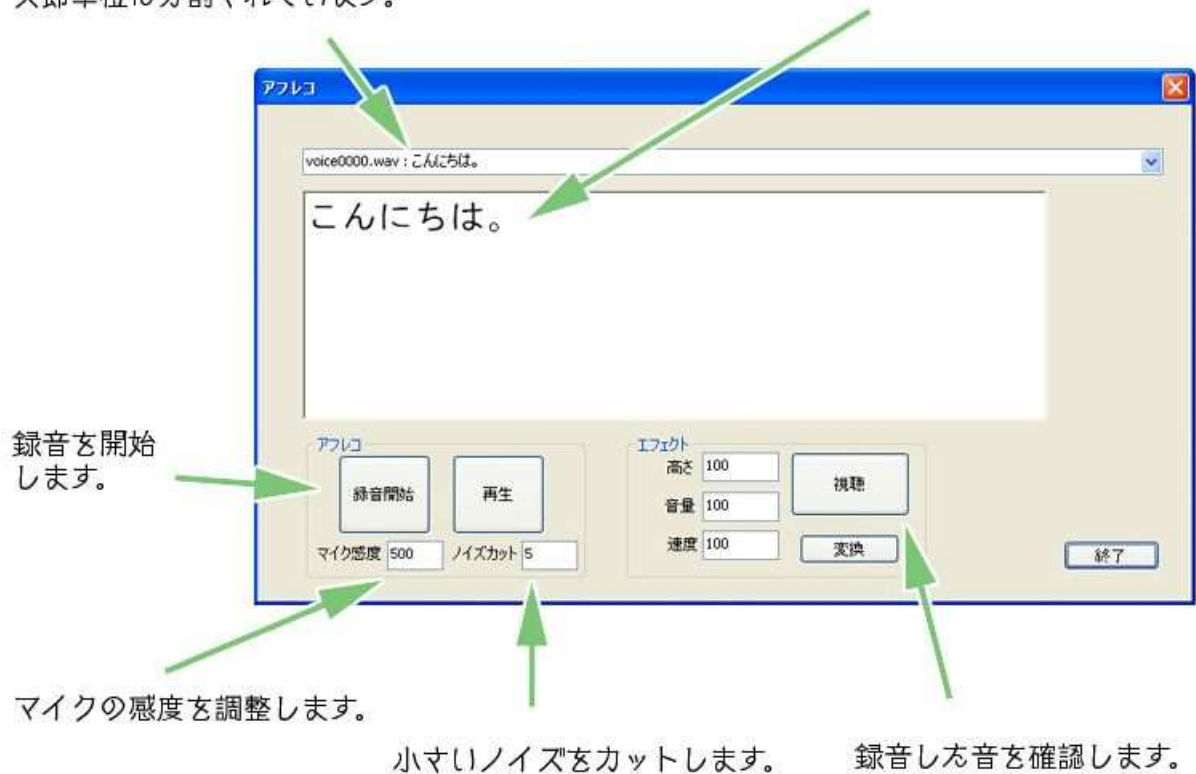 文節単位に分割されています。
アフレコ
voice0000.wav : こんにちは。
こんにちは。
録音を開始
します。
アフレコ
録音開始
再生
マイク感度 500
ノイズカット 5
エフェクト
高さ 100
音量 100
速度 100
視聴
変換
終了
マイクの感度を調整します。
小さいノイズをカットします。
録音した音を確認します。